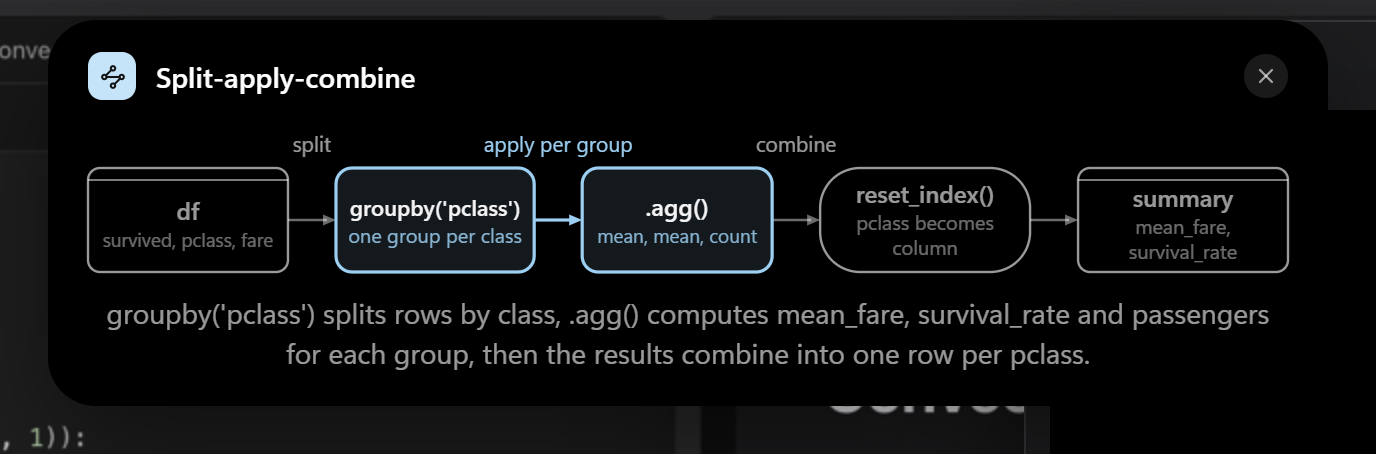 onve
Split-apply-combine
split
apply per group
combine
df
survived, pclass, fare
groupby('pclass')
one group per class
.agg()
mean, mean, count
reset_index()
pclass becomes
column
summary
mean_fare,
survival_rate
groupby('pclass') splits rows by class, .agg() computes mean_fare, survival_rate and passengers
for each group, then the results combine into one row per pclass.
, 1)):